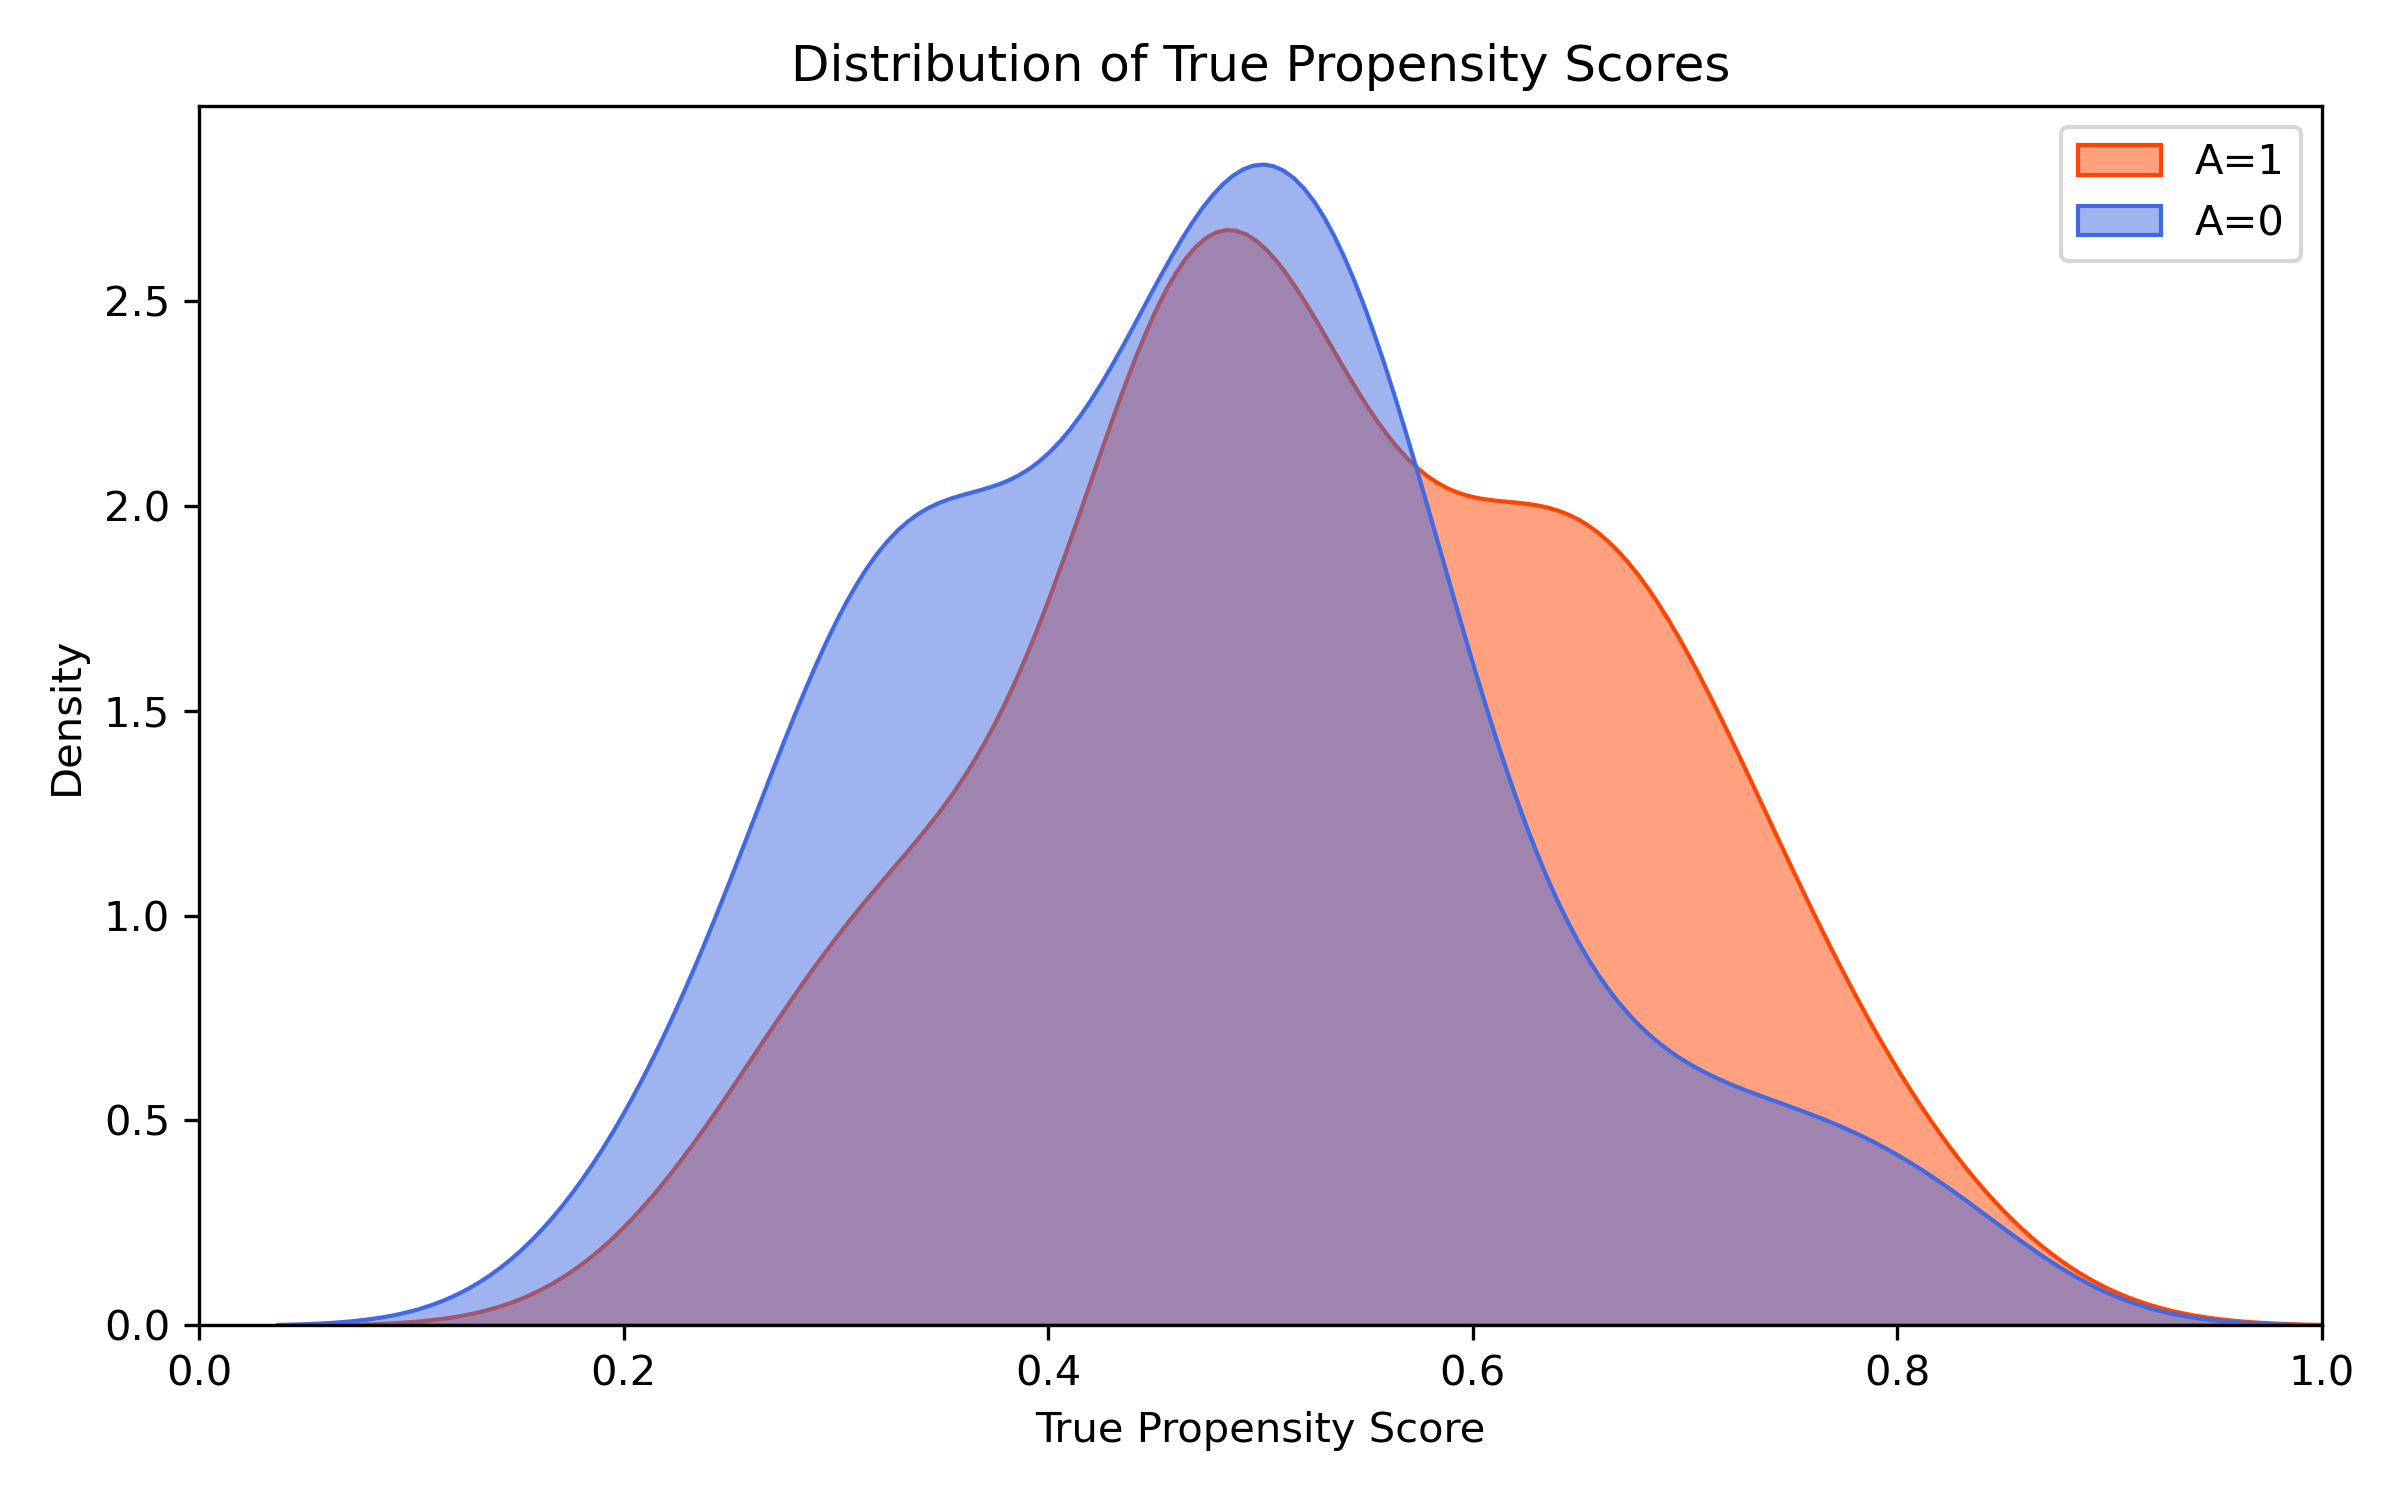 Distribution of True Propensity Scores
A=1
A=0
Density
2.5
2.0
1.5
1.0
0.5
0.0
0.0 0.2 0.4 0.6 0.8 1.0
True Propensity Score